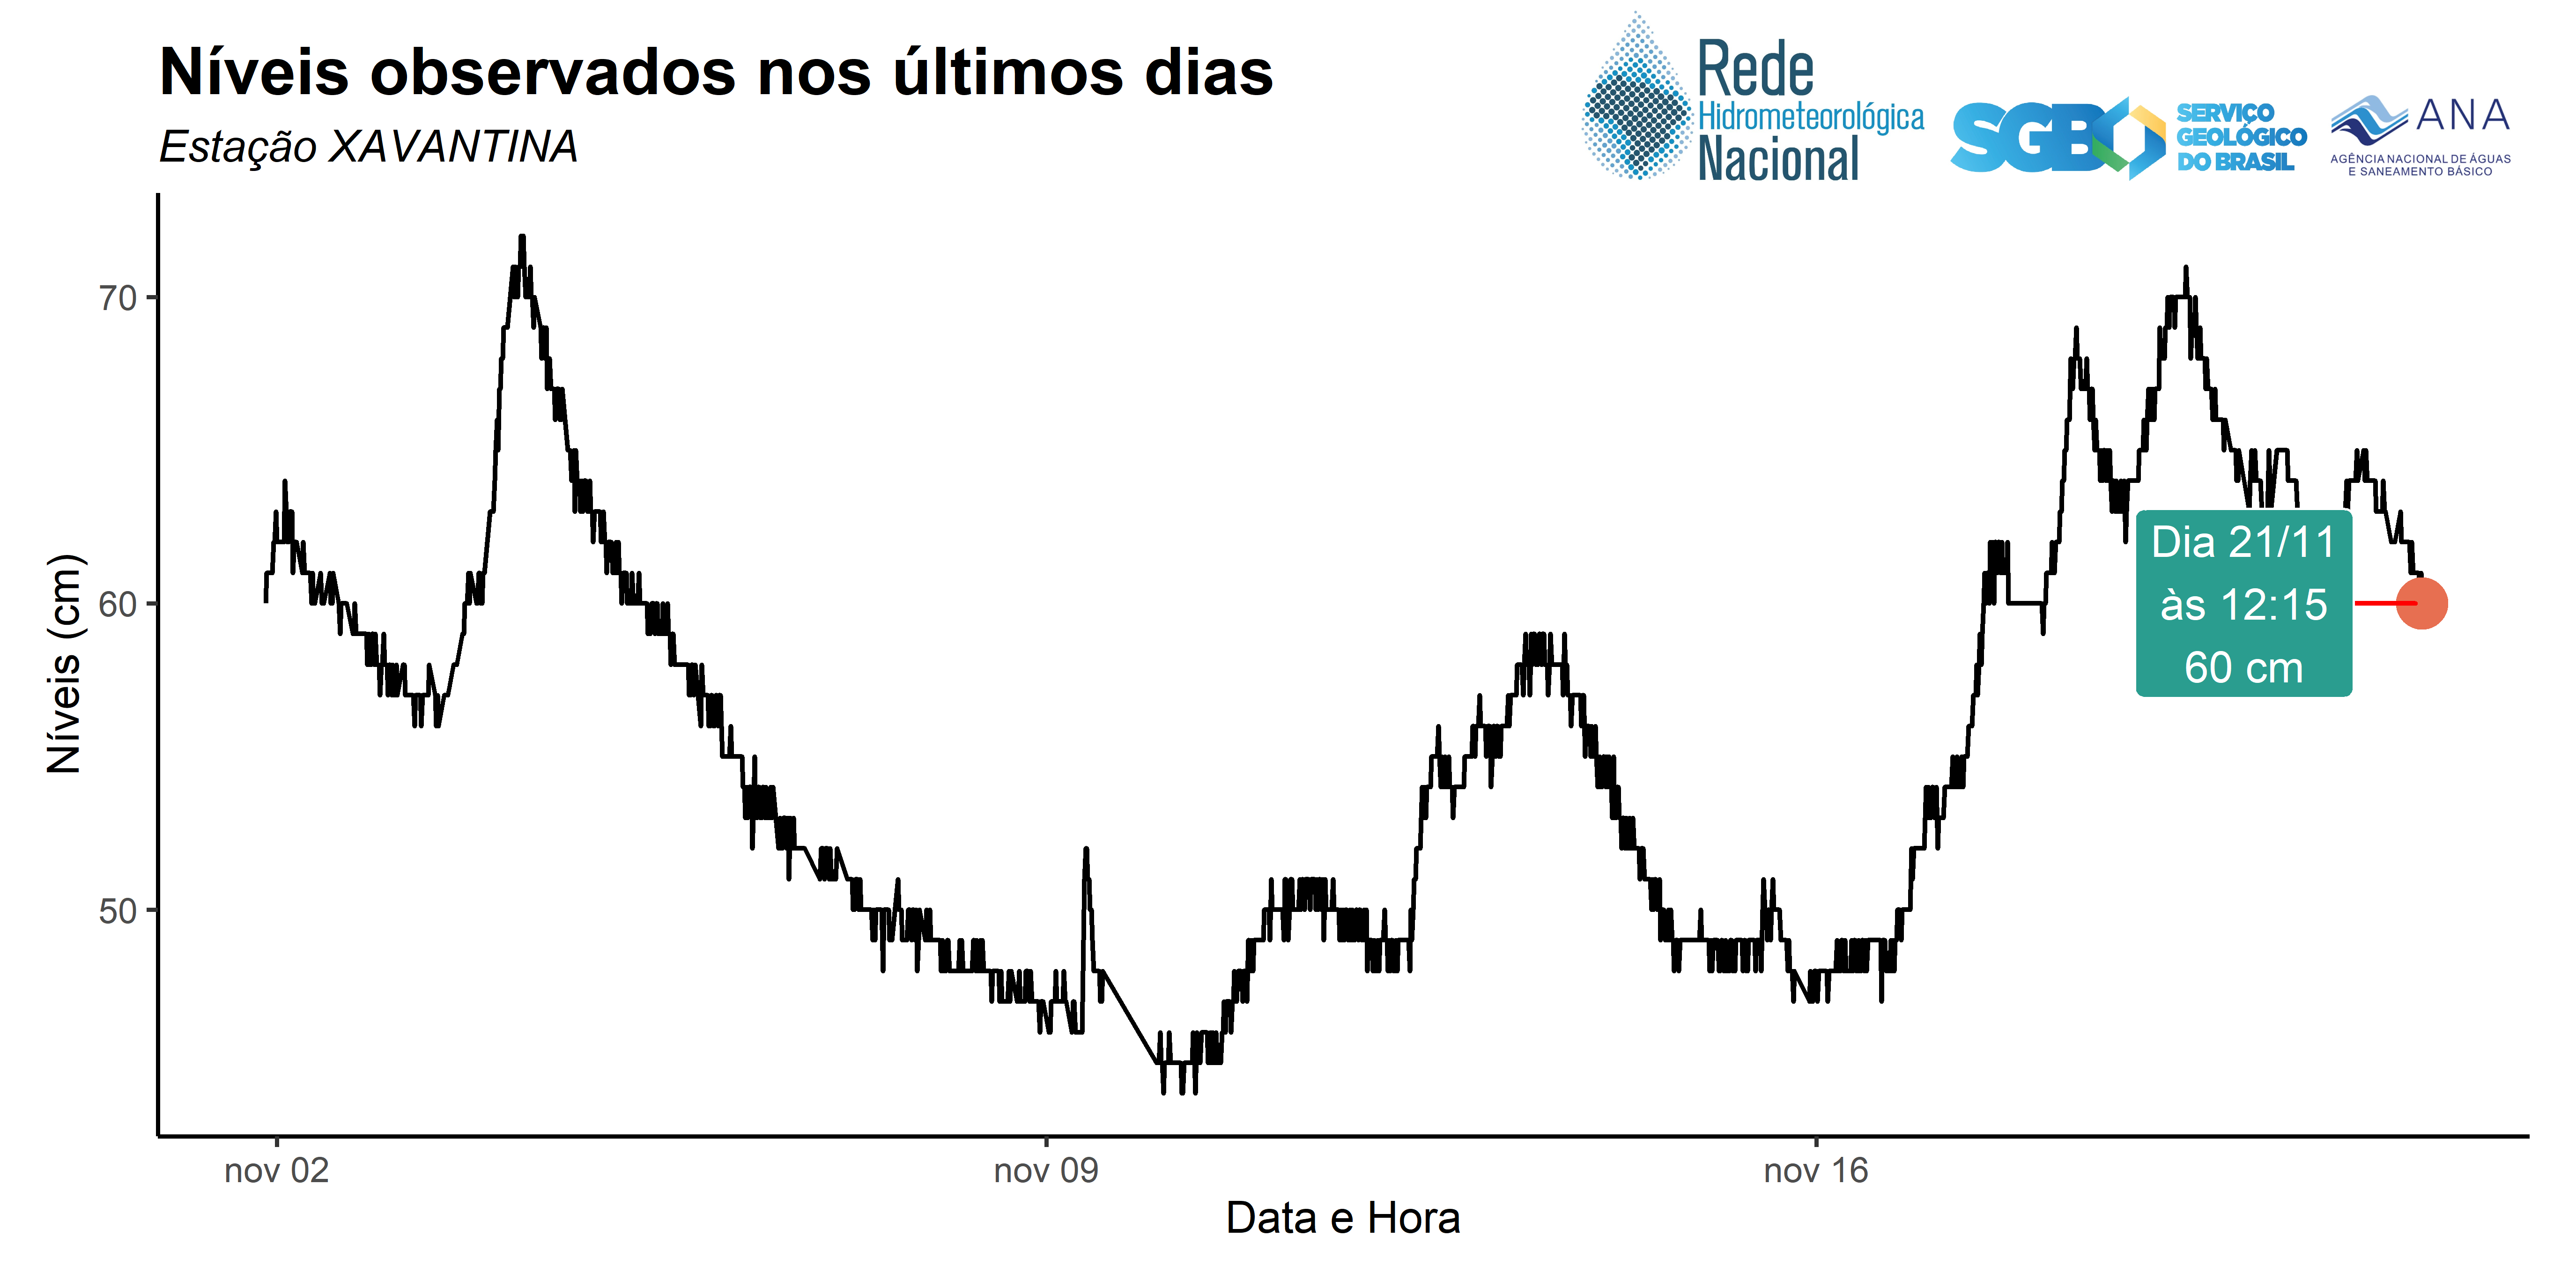 Níveis observados nos últimos dias
Estação XAVANTINA
Rede
Hidrometeorológica
Nacional
SGB
SERVIÇO
GEOLÓGICO
DO BRASIL
ANA
AGÊNCIA NACIONAL DE ÁGUAS
E SANEAMENTO BÁSICO
Níveis (cm)
70
60
50
Dia 21/11
às 12:15
60 cm
nov 02
nov 09
nov 16
Data e Hora